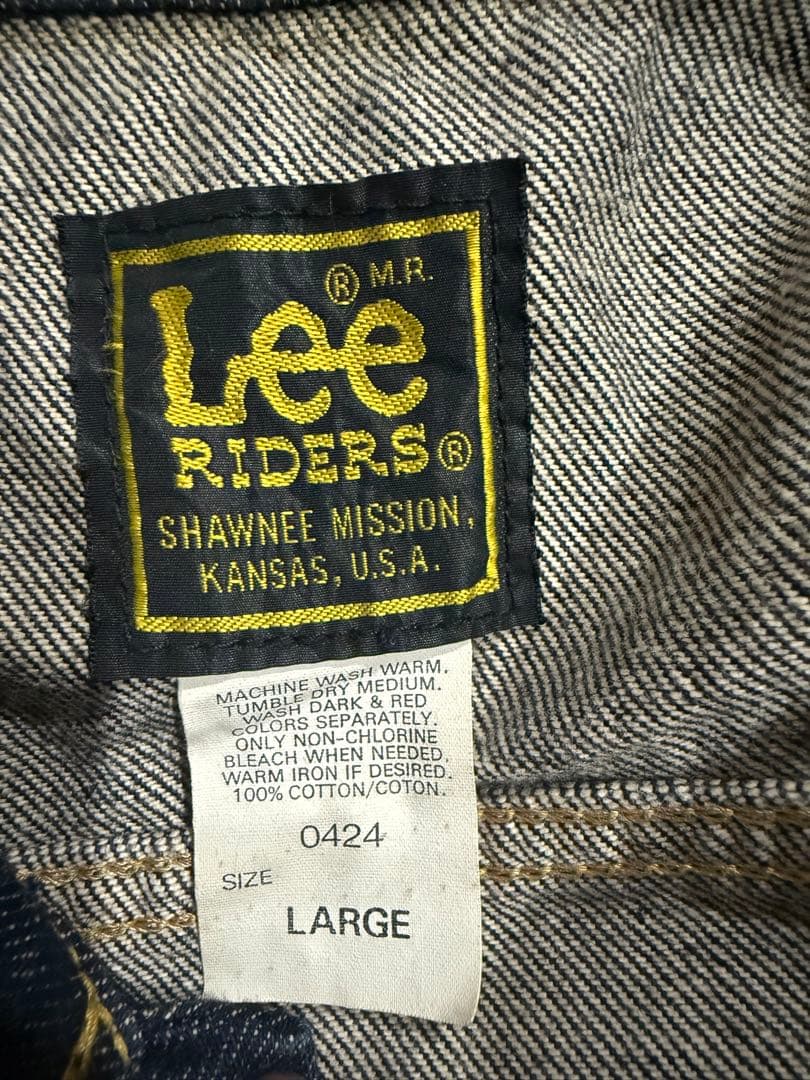 ® M.R.
Lee
RIDERS®
SHAWNEE MISSION,
KANSAS, U.S.A.
MACHINE WASH WARM.
TUMBLE DRY MEDIUM.
WASH DARK & RED
COLORS SEPARATELY.
ONLY NON-CHLORINE
BLEACH WHEN NEEDED.
WARM IRON IF DESIRED.
100% COTTON/COTON.
0424
SIZE
LARGE